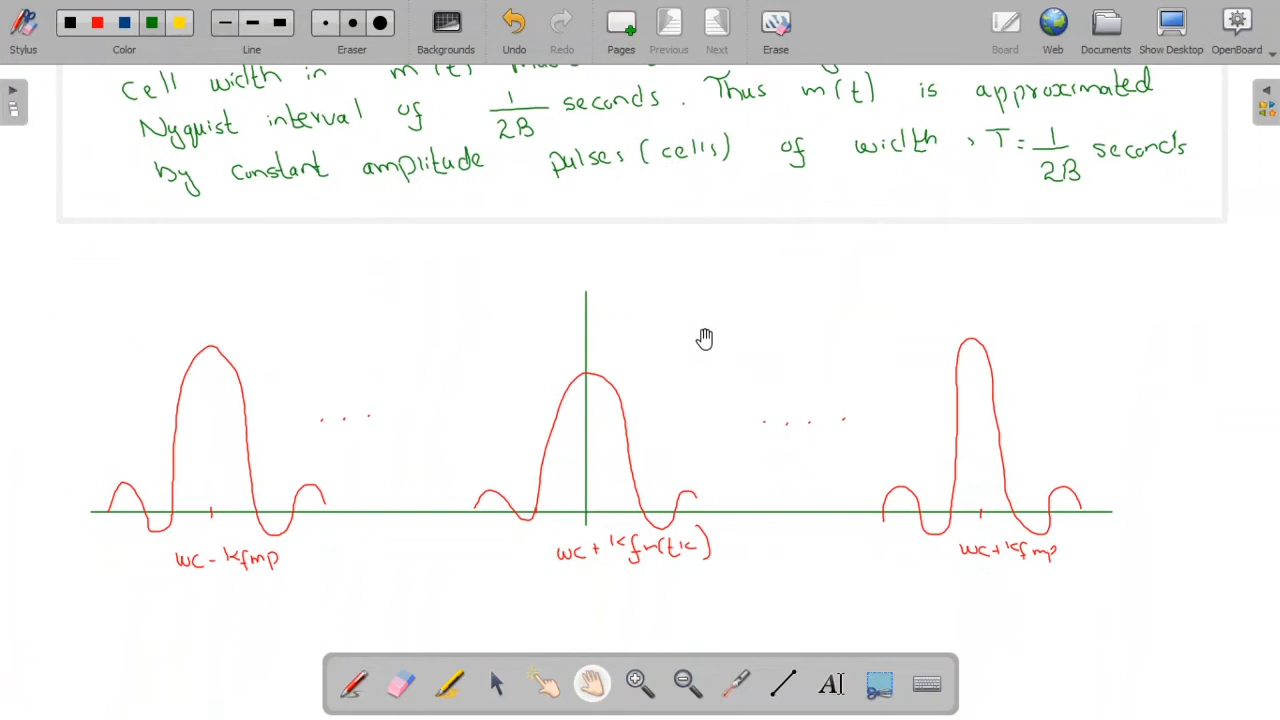 Stylus Color Line Eraser Backgrounds Undo Redo Pages Previous Next Erase Board Web Documents Show Desktop OpenBoard
Cell width in m(t)
Nyquist interval of 1/2B seconds. Thus m(t) is approximated
by constant amplitude pulses (cells) of width, T = 1/2B seconds
. . .
. . . .
wc - kfmp
wc + kfm(tk)
wc + kfmp